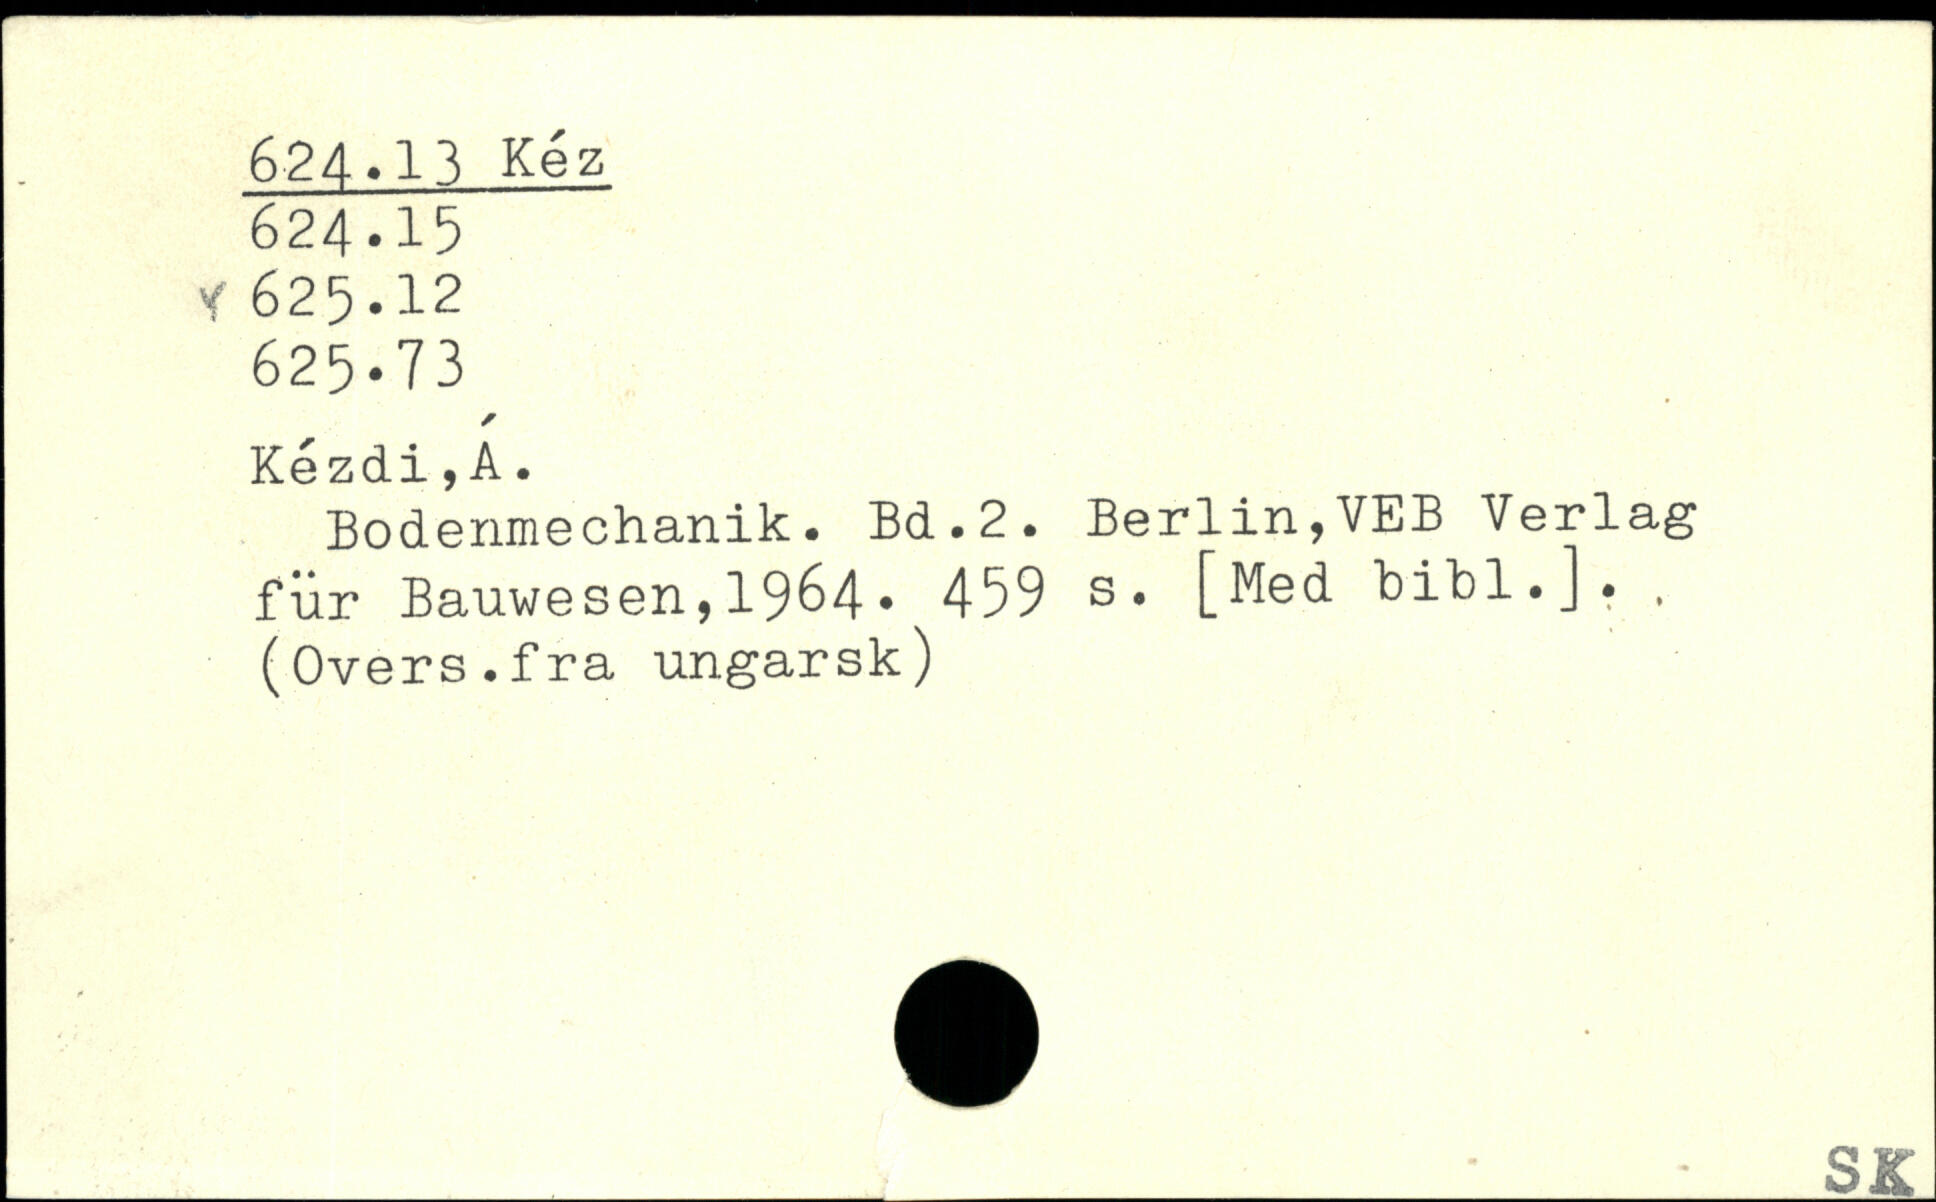 624.13 Kéz
624.15
625.12
625.73
Kézdi,Á.
Bodenmechanik. Bd.2. Berlin,VEB Verlag
für Bauwesen,1964. 459 s. [Med bibl.].
(Overs.fra ungarsk)
SK